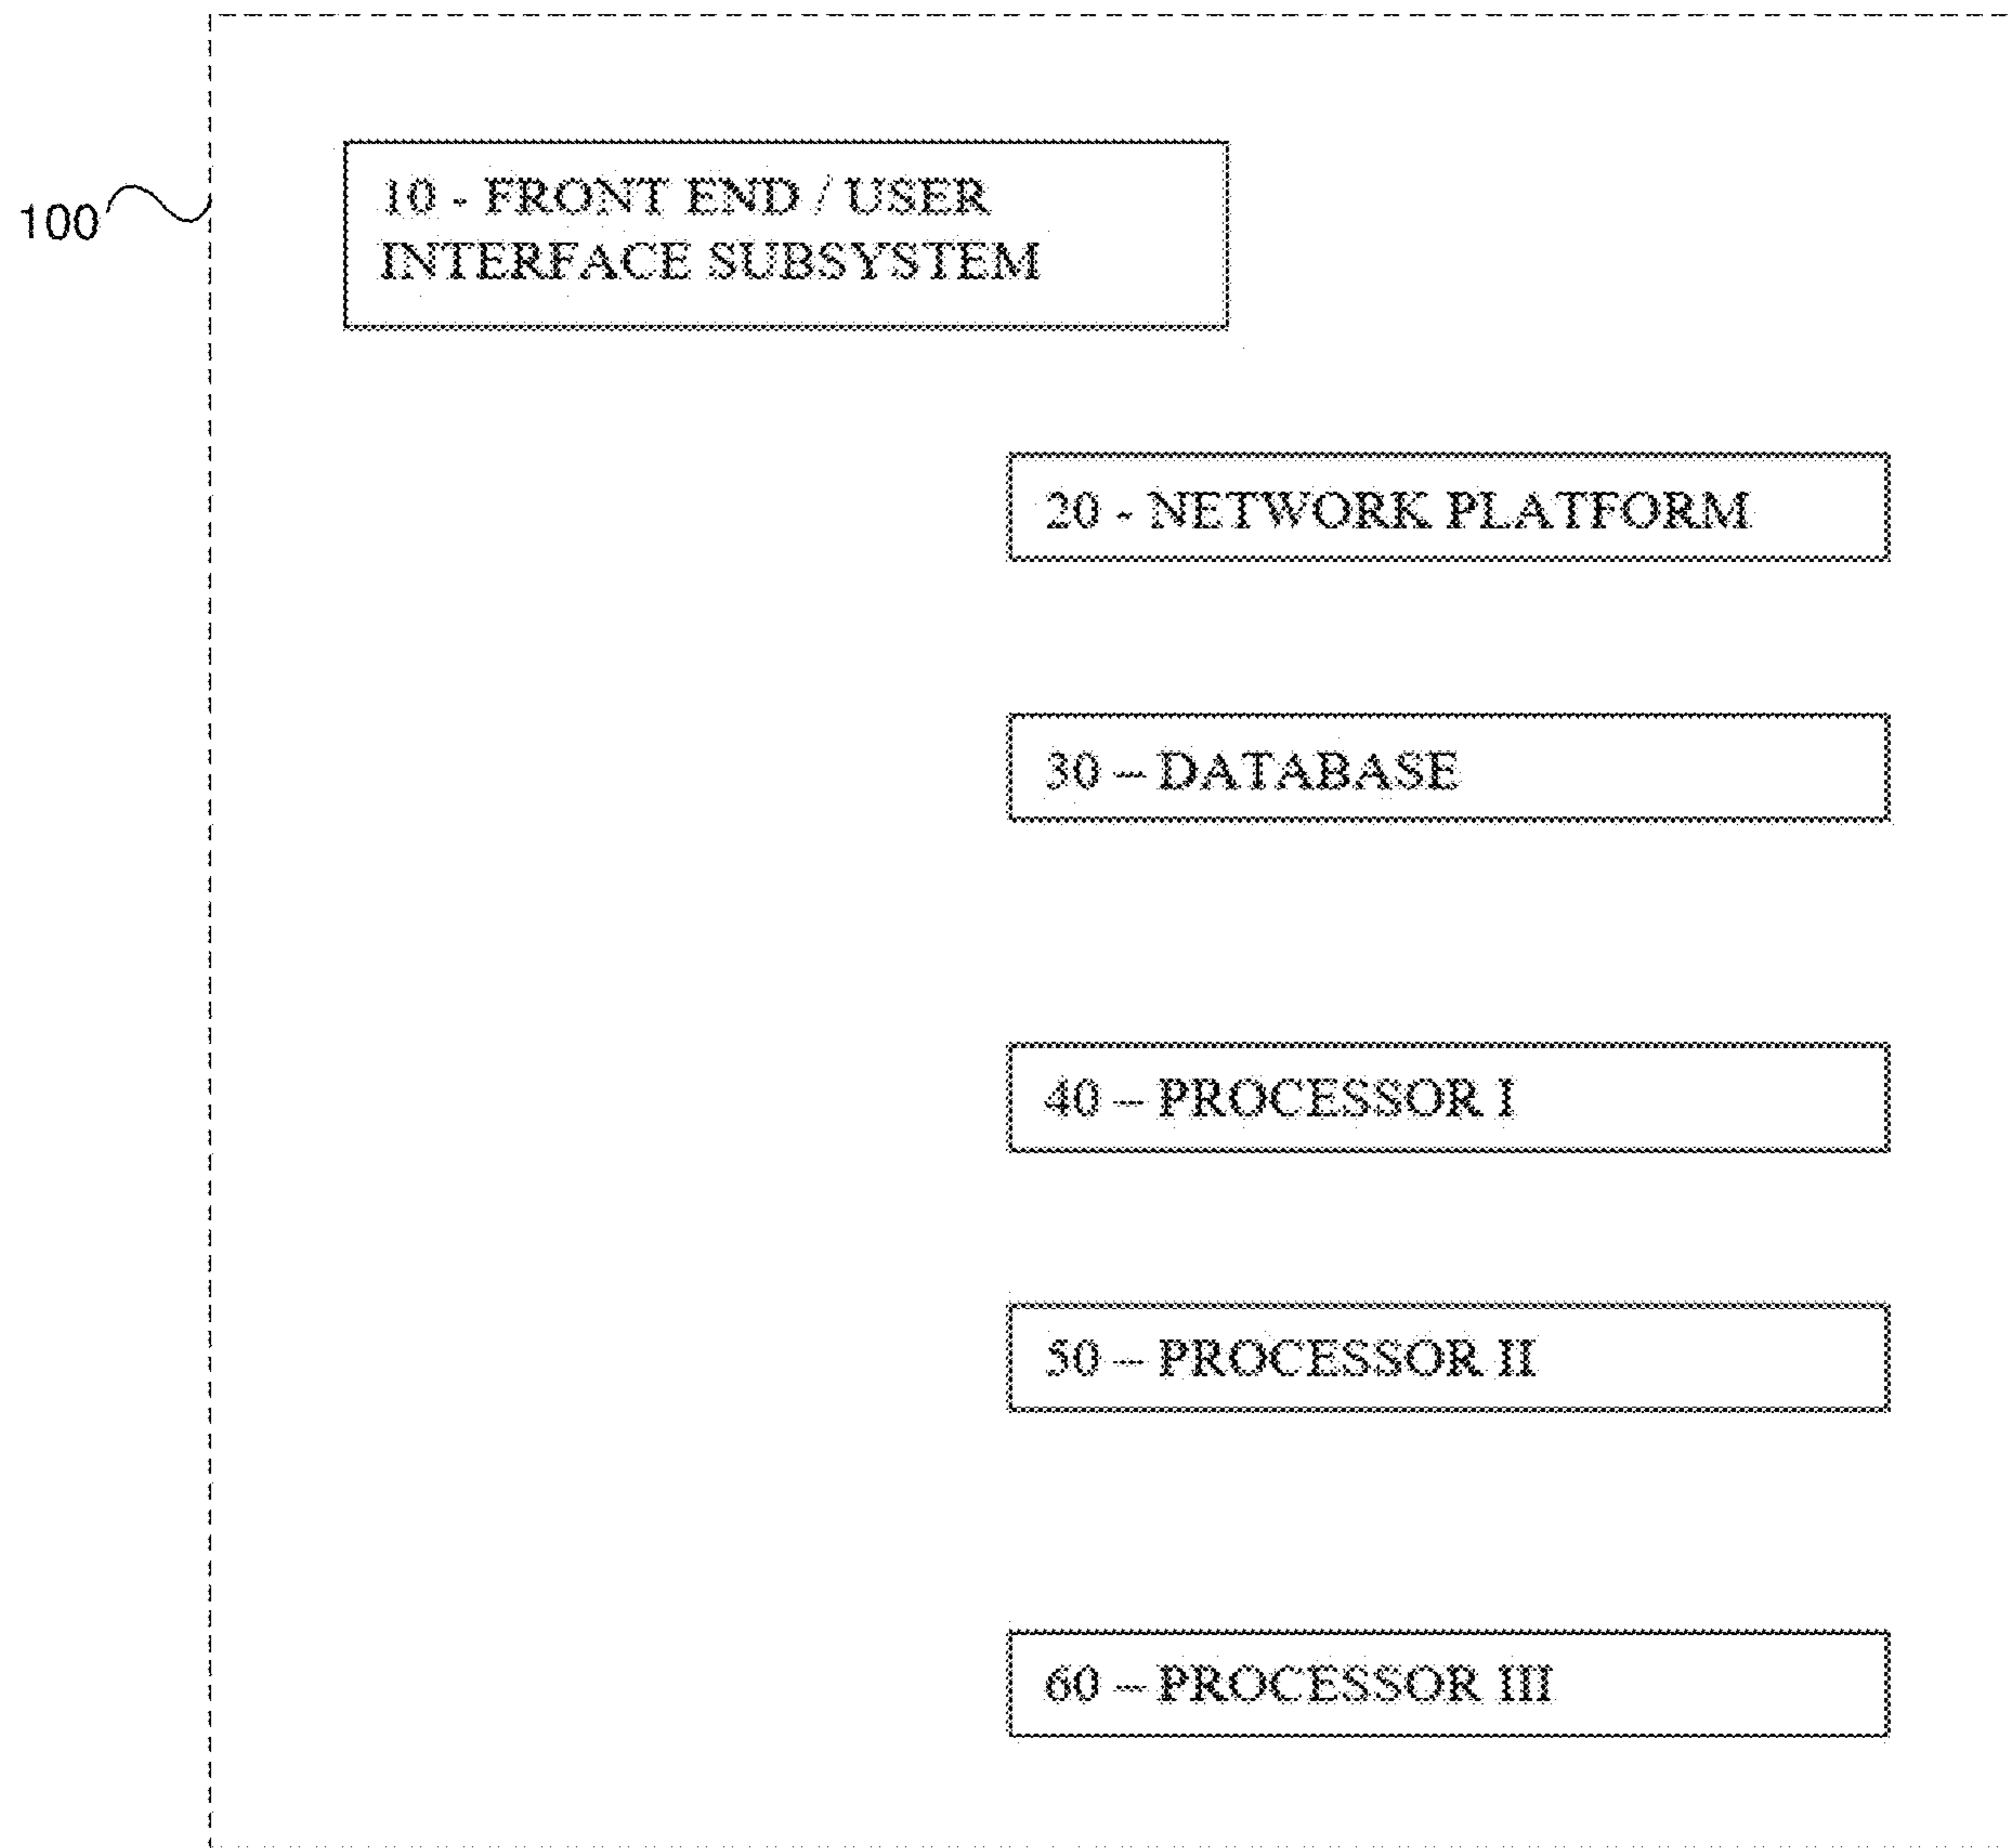 100
10 - FRONT END / USER
INTERFACE SUBSYSTEM
20 - NETWORK PLATFORM
30 – DATABASE
40 – PROCESSOR I
50 – PROCESSOR II
60 – PROCESSOR III